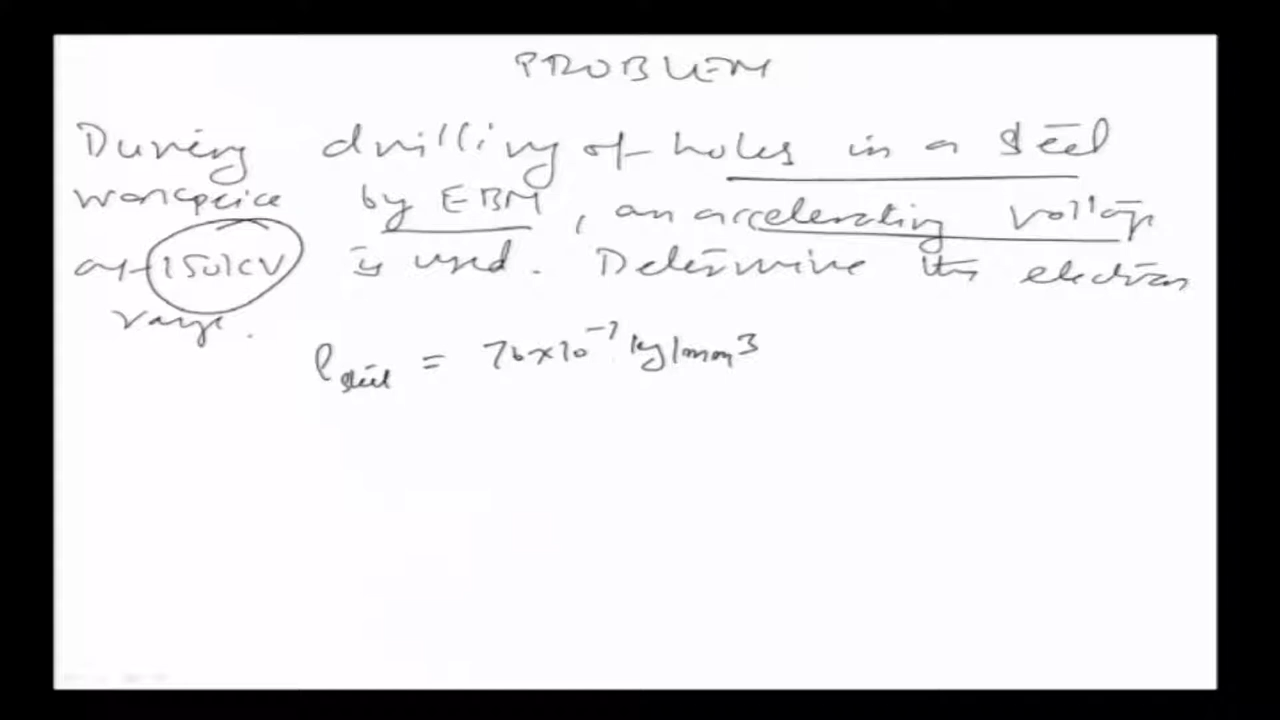 PROBLEM
During drilling of holes in a steel
workpeice by EBM, an accelerating voltage
of 150KV is used. Determine the electron
range.
ρsteel = 76×10⁻⁷ kg/mm³